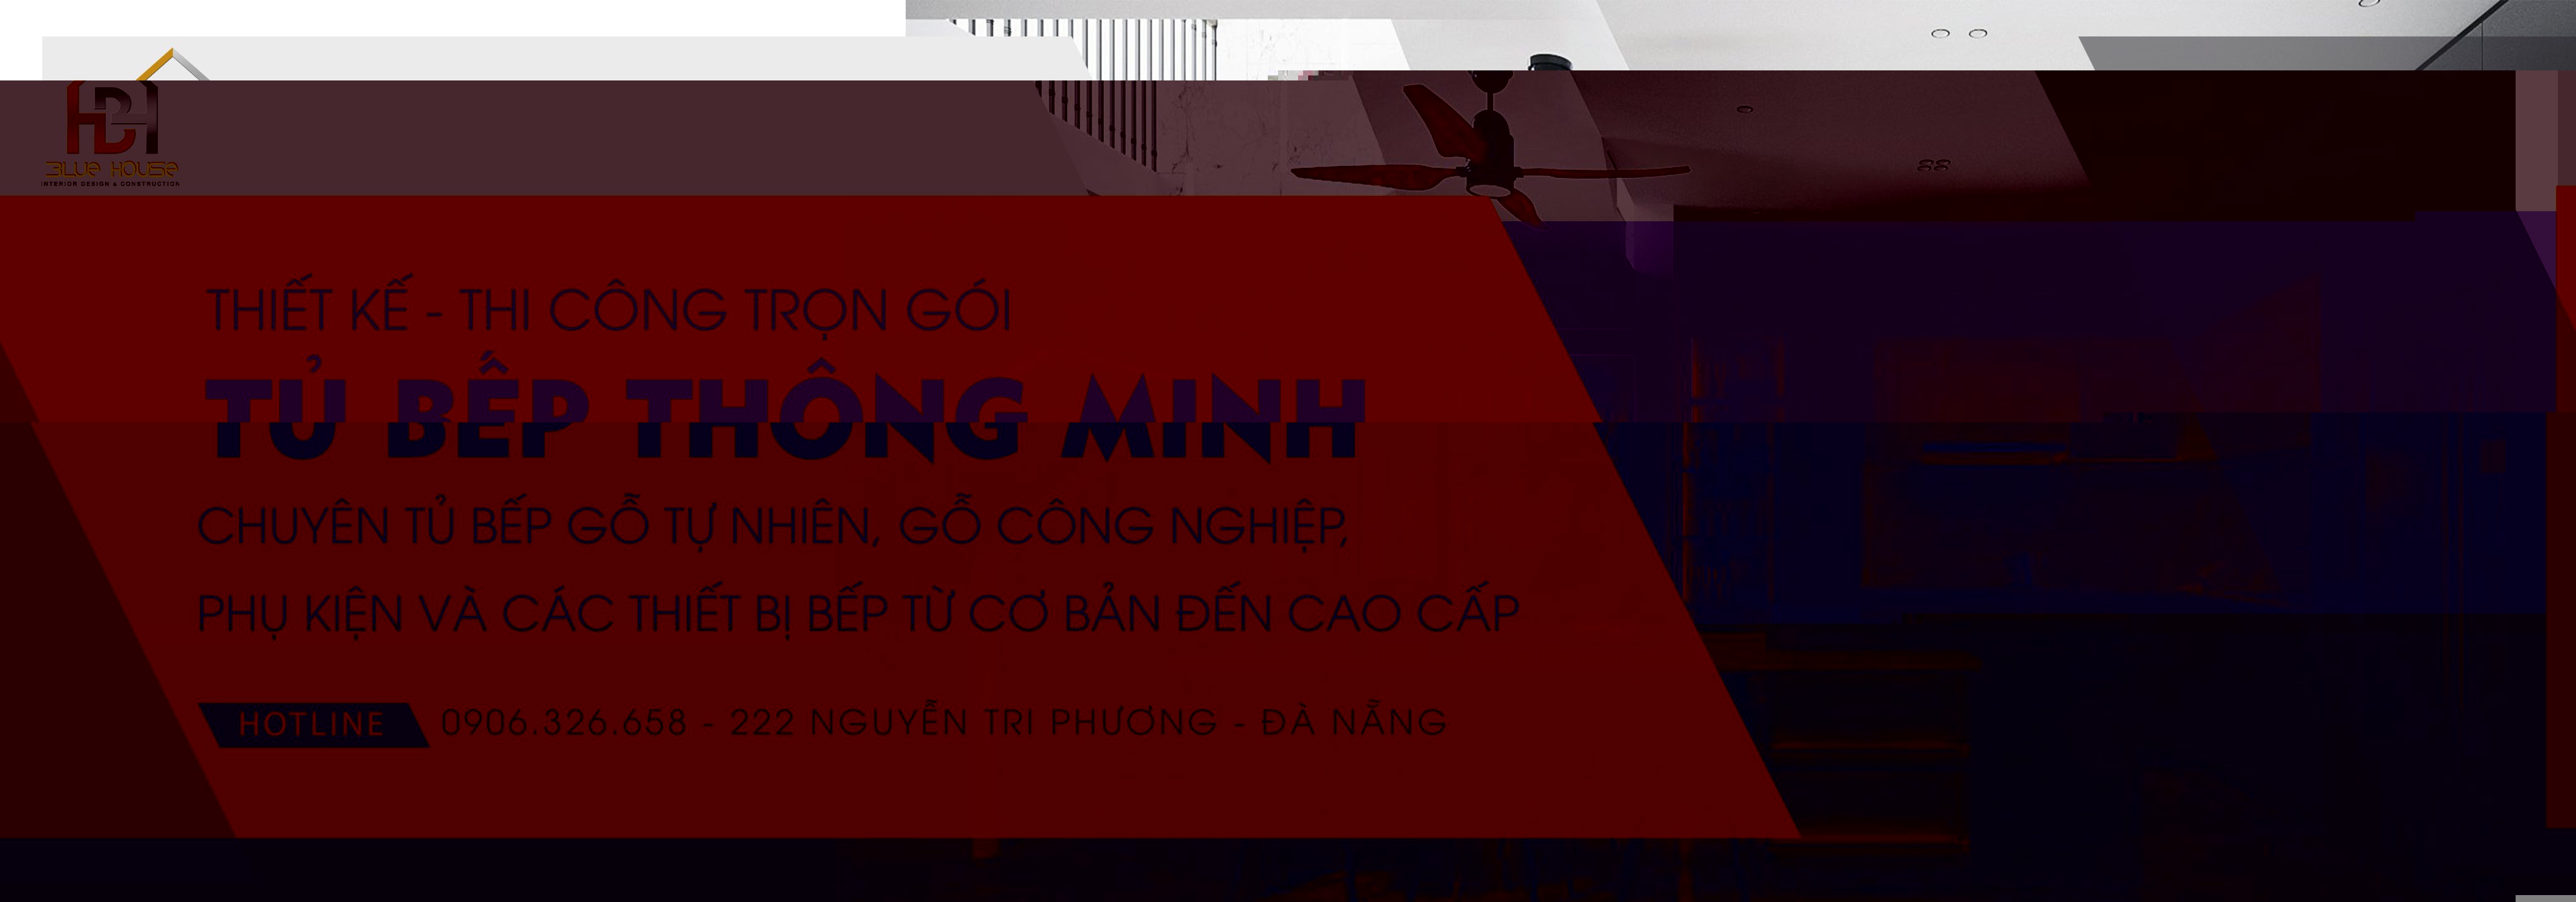 BLUE HOUSE
INTERIOR DESIGN & CONSTRUCTION
THIẾT KẾ - THI CÔNG TRỌN GÓI
TỦ BẾP THÔNG MINH
CHUYÊN TỦ BẾP GỖ TỰ NHIÊN, GỖ CÔNG NGHIỆP,
PHỤ KIỆN VÀ CÁC THIẾT BỊ BẾP TỪ CƠ BẢN ĐẾN CAO CẤP
HOTLINE 0906.326.658 - 222 NGUYỄN TRI PHƯƠNG - ĐÀ NẴNG